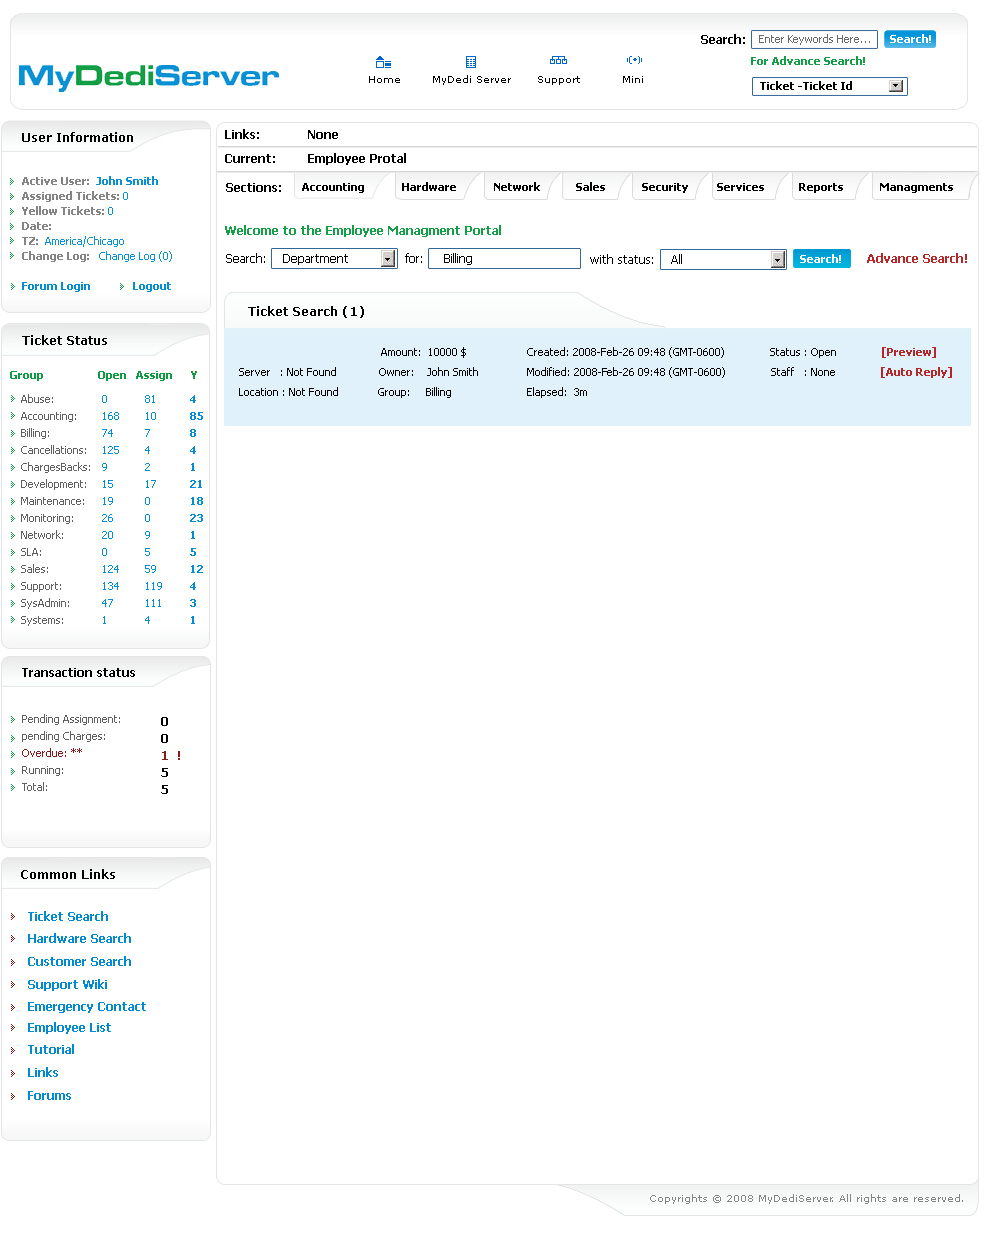 MyDediServer
Home
MyDedi Server
Support
Mini
Search: Enter Keywords Here... Search!
For Advance Search!
Ticket -Ticket Id
User Information
Active User: John Smith
Assigned Tickets: 0
Yellow Tickets: 0
Date:
TZ: America/Chicago
Change Log: Change Log (0)
Forum Login Logout
Ticket Status
Group Open Assign Y
Abuse: 0 81 4
Accounting: 168 10 85
Billing: 74 7 8
Cancellations: 125 4 4
ChargesBacks: 9 2 1
Development: 15 17 21
Maintenance: 19 0 18
Monitoring: 26 0 23
Network: 20 9 1
SLA: 0 5 5
Sales: 124 59 12
Support: 134 119 4
SysAdmin: 47 111 3
Systems: 1 4 1
Transaction status
Pending Assignment: 0
pending Charges: 0
Overdue: ** 1 !
Running: 5
Total: 5
Common Links
Ticket Search
Hardware Search
Customer Search
Support Wiki
Emergency Contact
Employee List
Tutorial
Links
Forums
Links: None
Current: Employee Protal
Sections: Accounting Hardware Network Sales Security Services Reports Managments
Welcome to the Employee Managment Portal
Search: Department for: Billing with status: All Search! Advance Search!
Ticket Search (1)
Amount: 10000 $ Created: 2008-Feb-26 09:48 (GMT-0600) Status : Open [Preview]
Server : Not Found Owner: John Smith Modified: 2008-Feb-26 09:48 (GMT-0600) Staff : None [Auto Reply]
Location : Not Found Group: Billing Elapsed: 3m
Copyrights © 2008 MyDediServer. All rights are reserved.